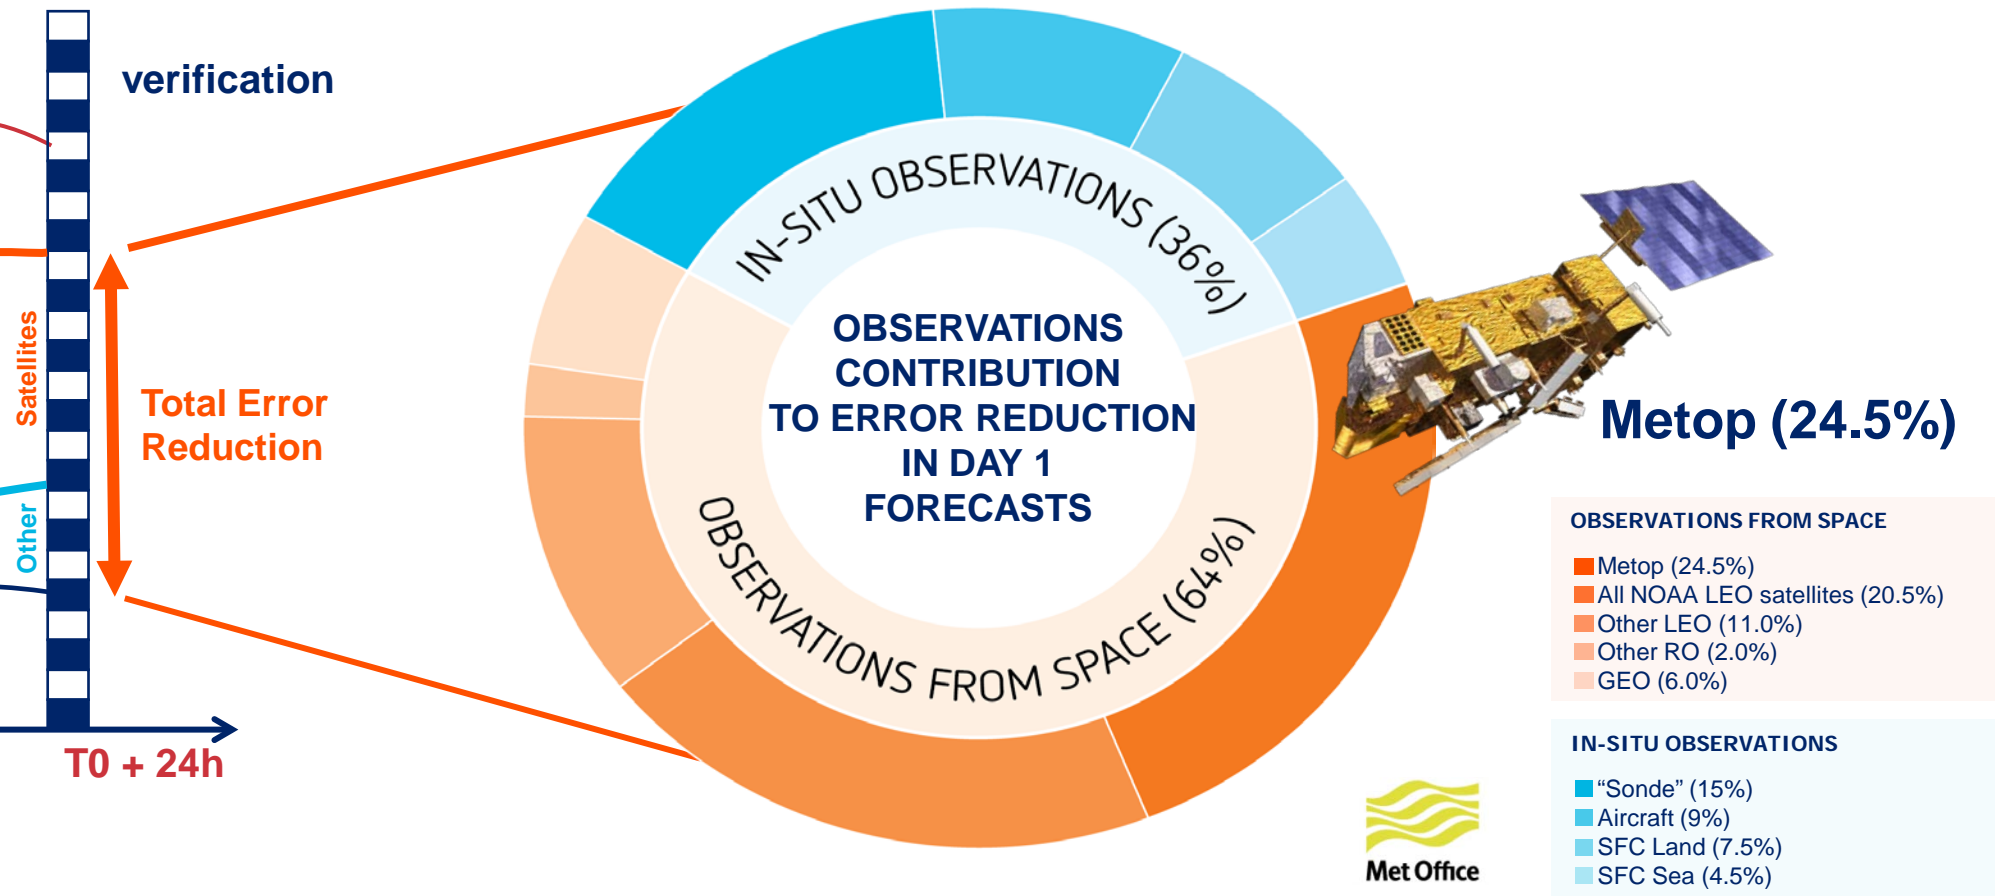 verification
Satellites
Other
Total Error
Reduction
T0 + 24h
IN-SITU OBSERVATIONS (36%)
OBSERVATIONS
CONTRIBUTION
TO ERROR REDUCTION
IN DAY 1
FORECASTS
OBSERVATIONS FROM SPACE (64%)
Metop (24.5%)
OBSERVATIONS FROM SPACE
Metop (24.5%)
All NOAA LEO satellites (20.5%)
Other LEO (11.0%)
Other RO (2.0%)
GEO (6.0%)
IN-SITU OBSERVATIONS
“Sonde” (15%)
Aircraft (9%)
SFC Land (7.5%)
SFC Sea (4.5%)
Met Office